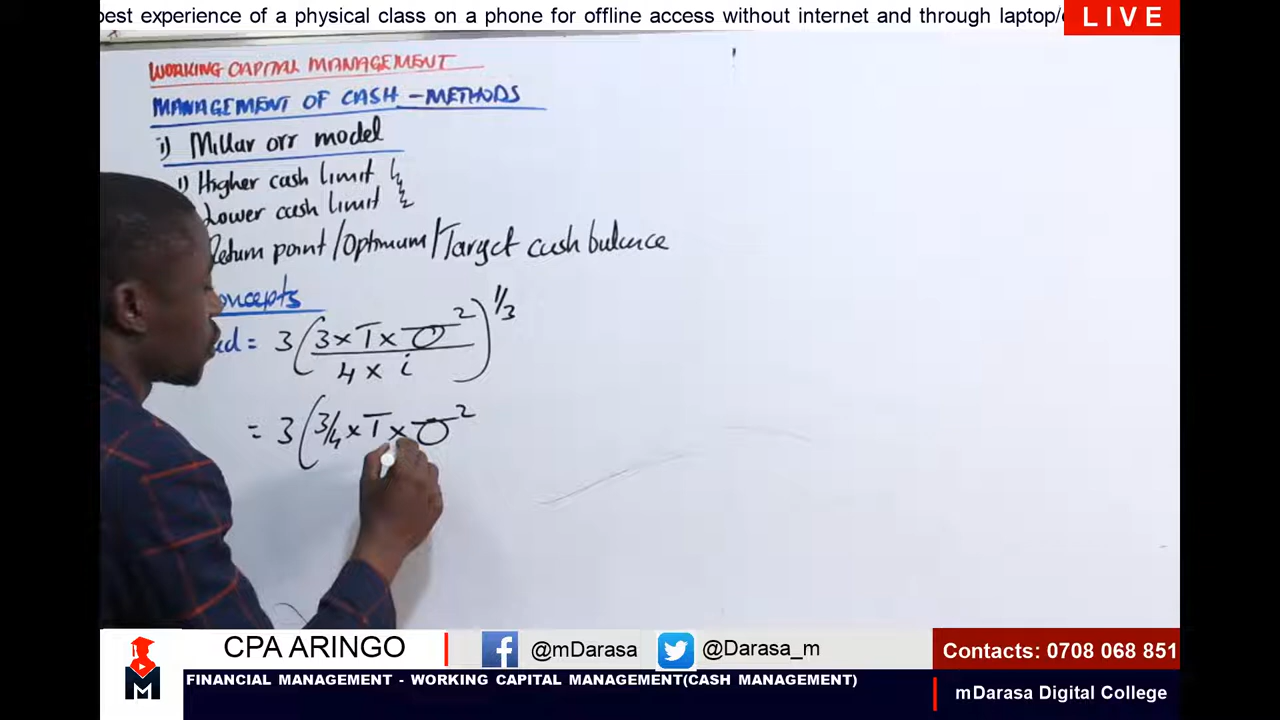 best experience of a physical class on a phone for offline access without internet and through laptop/
LIVE
WORKING CAPITAL MANAGEMENT
MANAGEMENT OF CASH - METHODS
i) Millar orr model
1) Higher cash limit
Lower cash limit
Return point/Optimum/Target cash balance
oncepts
= 3(3 x T x σ² / 4 x i)^1/3
= 3(3/4 x T x σ²
CPA ARINGO
@mDarasa
@Darasa_m
Contacts: 0708 068 851
M
FINANCIAL MANAGEMENT - WORKING CAPITAL MANAGEMENT(CASH MANAGEMENT)
mDarasa Digital College